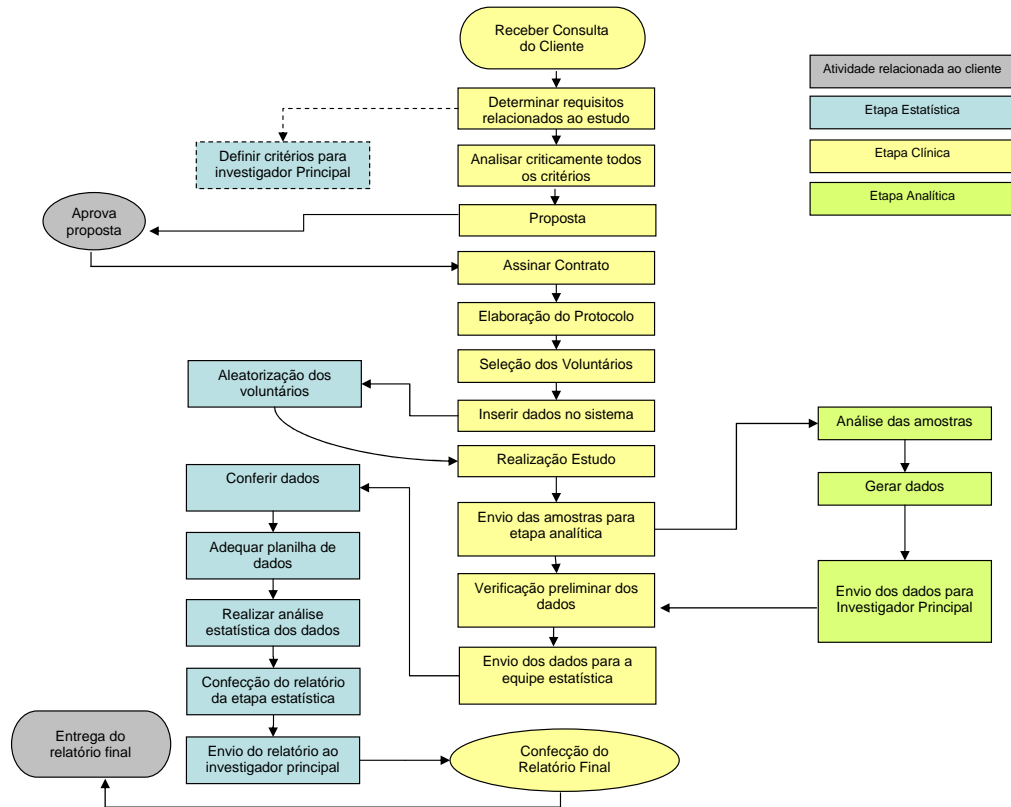 Receber Consulta
do Cliente
Atividade relacionada ao cliente
Etapa Estatística
Etapa Clínica
Etapa Analítica
Determinar requisitos
relacionados ao estudo
Definir critérios para
investigador Principal
Analisar criticamente todos
os critérios
Aprova
proposta
Proposta
Assinar Contrato
Elaboração do Protocolo
Seleção dos Voluntários
Aleatorização dos
voluntários
Inserir dados no sistema
Análise das amostras
Realização Estudo
Conferir dados
Gerar dados
Envio das amostras para
etapa analítica
Adequar planilha de
dados
Verificação preliminar dos
dados
Envio dos dados para
Investigador Principal
Realizar análise
estatística dos dados
Envio dos dados para a
equipe estatística
Confecção do relatório
da etapa estatística
Entrega do
relatório final
Envio do relatório ao
investigador principal
Confecção do
Relatório Final